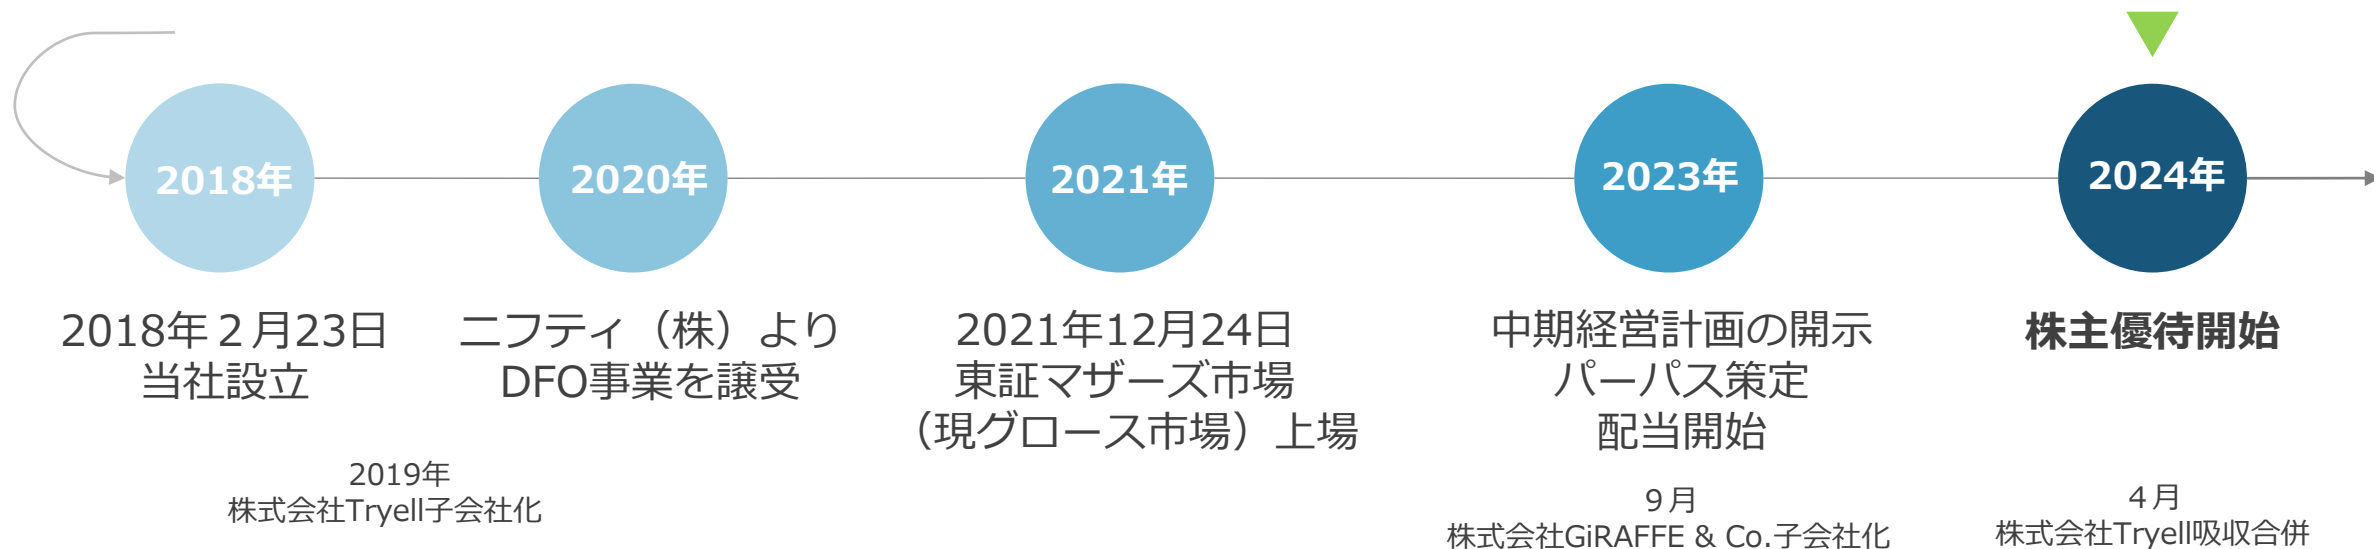 2018年
2020年
2021年
2023年
2024年
2018年２月23日
当社設立
ニフティ（株）より
DFO事業を譲受
2021年12月24日
東証マザーズ市場
（現グロース市場）上場
中期経営計画の開示
パーパス策定
配当開始
株主優待開始
2019年
株式会社Tryell子会社化
９月
株式会社GiRAFFE & Co.子会社化
４月
株式会社Tryell吸収合併